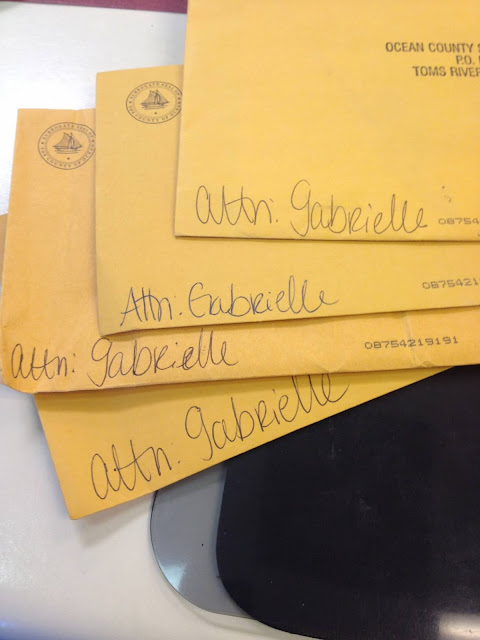 OCEAN COUNTY
P.O.
TOMS RIVER
attn: Gabrielle
08754
Attn: Gabrielle
0875421
attn: Gabrielle
08754219191
attn: Gabrielle